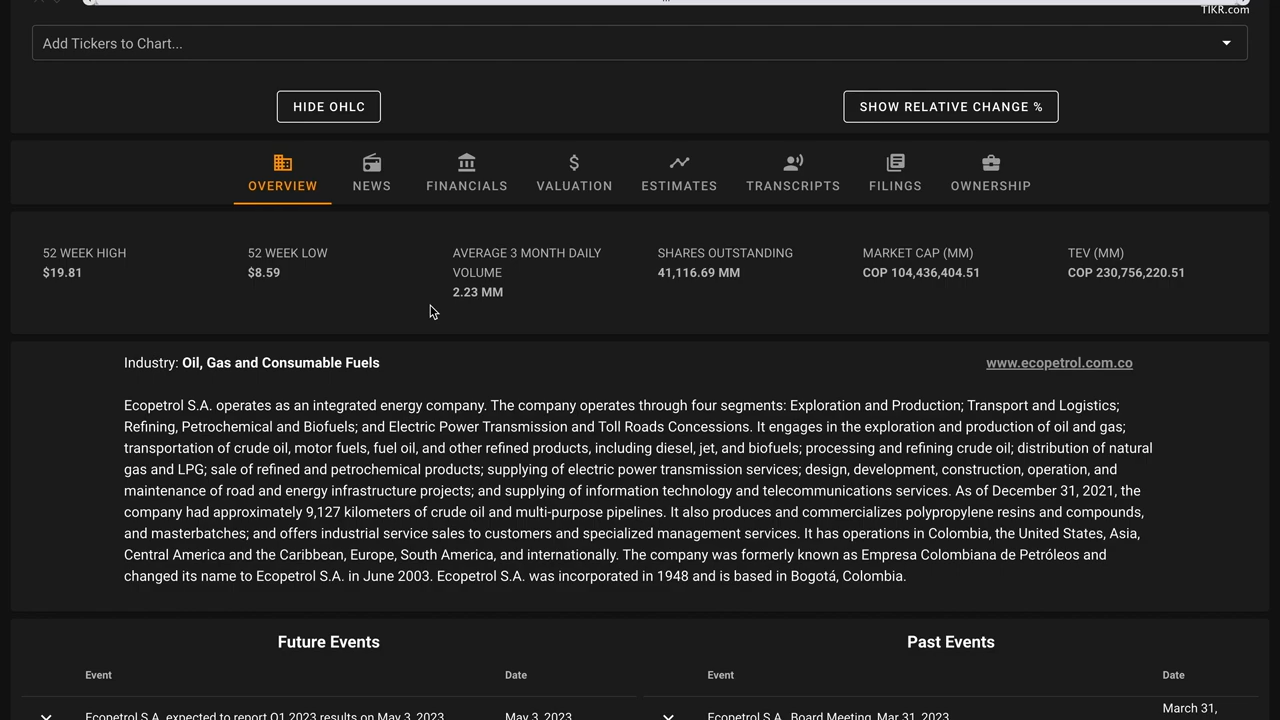 TIKR.com
Add Tickers to Chart...
HIDE OHLC
SHOW RELATIVE CHANGE %
OVERVIEW
NEWS
FINANCIALS
VALUATION
ESTIMATES
TRANSCRIPTS
FILINGS
OWNERSHIP
52 WEEK HIGH
$19.81
52 WEEK LOW
$8.59
AVERAGE 3 MONTH DAILY
VOLUME
2.23 MM
SHARES OUTSTANDING
41,116.69 MM
MARKET CAP (MM)
COP 104,436,404.51
TEV (MM)
COP 230,756,220.51
Industry: Oil, Gas and Consumable Fuels
www.ecopetrol.com.co
Ecopetrol S.A. operates as an integrated energy company. The company operates through four segments: Exploration and Production; Transport and Logistics;
Refining, Petrochemical and Biofuels; and Electric Power Transmission and Toll Roads Concessions. It engages in the exploration and production of oil and gas;
transportation of crude oil, motor fuels, fuel oil, and other refined products, including diesel, jet, and biofuels; processing and refining crude oil; distribution of natural
gas and LPG; sale of refined and petrochemical products; supplying of electric power transmission services; design, development, construction, operation, and
maintenance of road and energy infrastructure projects; and supplying of information technology and telecommunications services. As of December 31, 2021, the
company had approximately 9,127 kilometers of crude oil and multi-purpose pipelines. It also produces and commercializes polypropylene resins and compounds,
and masterbatches; and offers industrial service sales to customers and specialized management services. It has operations in Colombia, the United States, Asia,
Central America and the Caribbean, Europe, South America, and internationally. The company was formerly known as Empresa Colombiana de Petróleos and
changed its name to Ecopetrol S.A. in June 2003. Ecopetrol S.A. was incorporated in 1948 and is based in Bogotá, Colombia.
Future Events
Event
Date
Ecopetrol S.A. expected to report Q1 2023 results on May 3, 2023
May 3, 2023
Past Events
Event
Date
Ecopetrol S.A., Board Meeting, Mar 31, 2023
March 31,